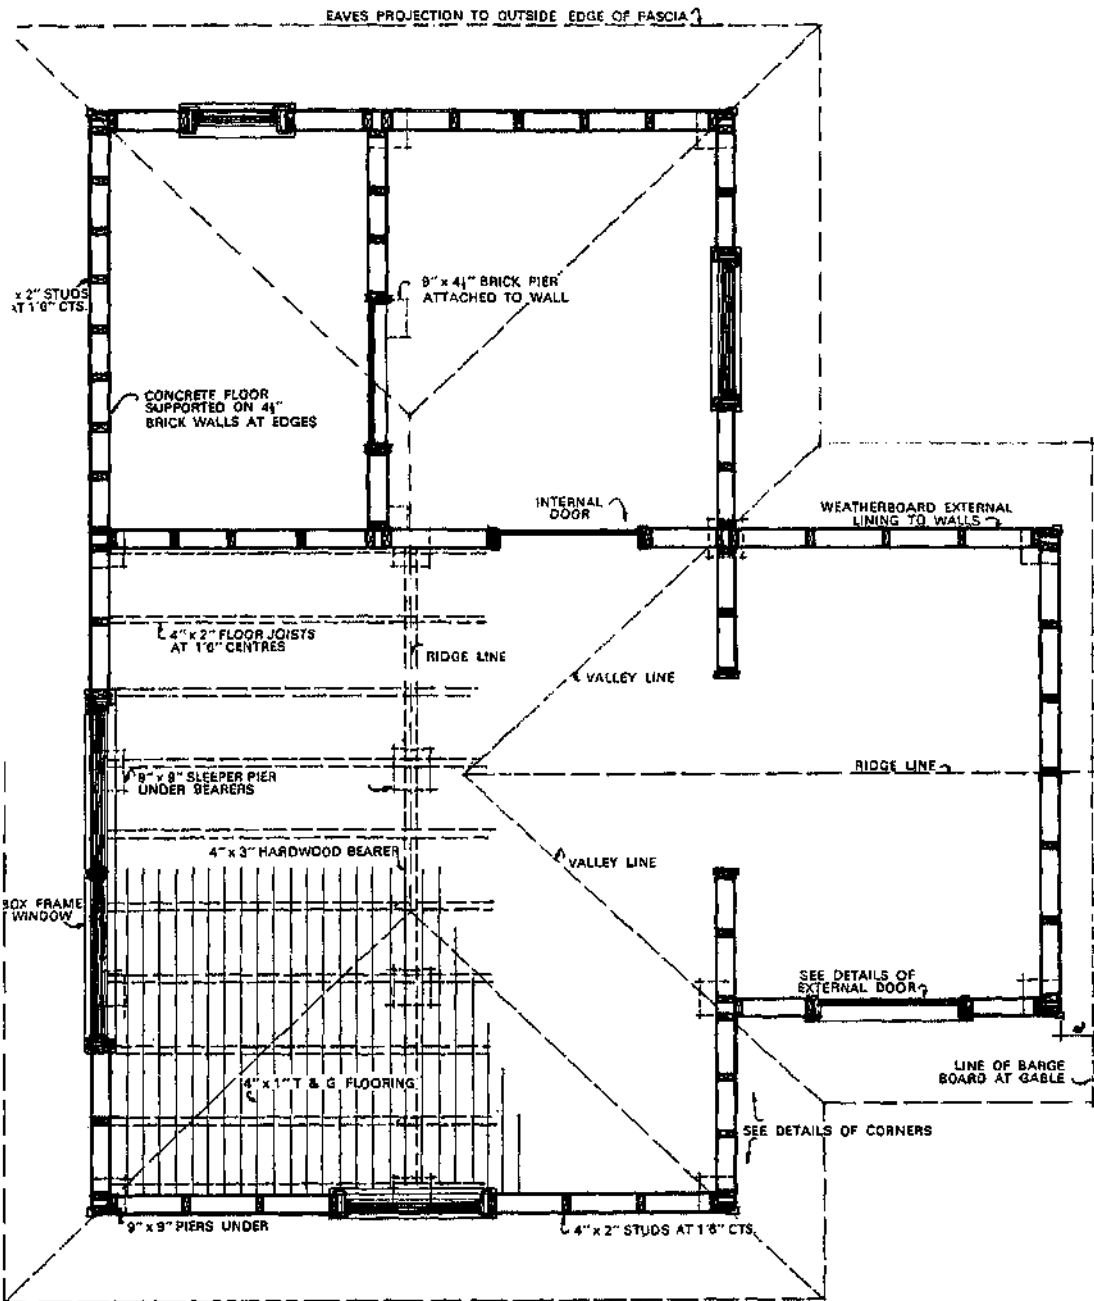 EAVES PROJECTION TO OUTSIDE EDGE OF FASCIA
9" x 4½" BRICK PIER
ATTACHED TO WALL
x 2" STUDS
AT 1'6" CTS.
CONCRETE FLOOR
SUPPORTED ON 4½"
BRICK WALLS AT EDGES
INTERNAL
DOOR
WEATHERBOARD EXTERNAL
LINING TO WALLS
4" x 2" FLOOR JOISTS
AT 1'6" CENTRES
RIDGE LINE
VALLEY LINE
RIDGE LINE
9" x 9" SLEEPER PIER
UNDER BEARERS
4" x 3" HARDWOOD BEARER
VALLEY LINE
BOX FRAME
WINDOW
SEE DETAILS OF
EXTERNAL DOOR
4" x 1" T & G FLOORING
LINE OF BARGE
BOARD AT GABLE
SEE DETAILS OF CORNERS
9" x 9" PIERS UNDER
4" x 2" STUDS AT 1'6" CTS